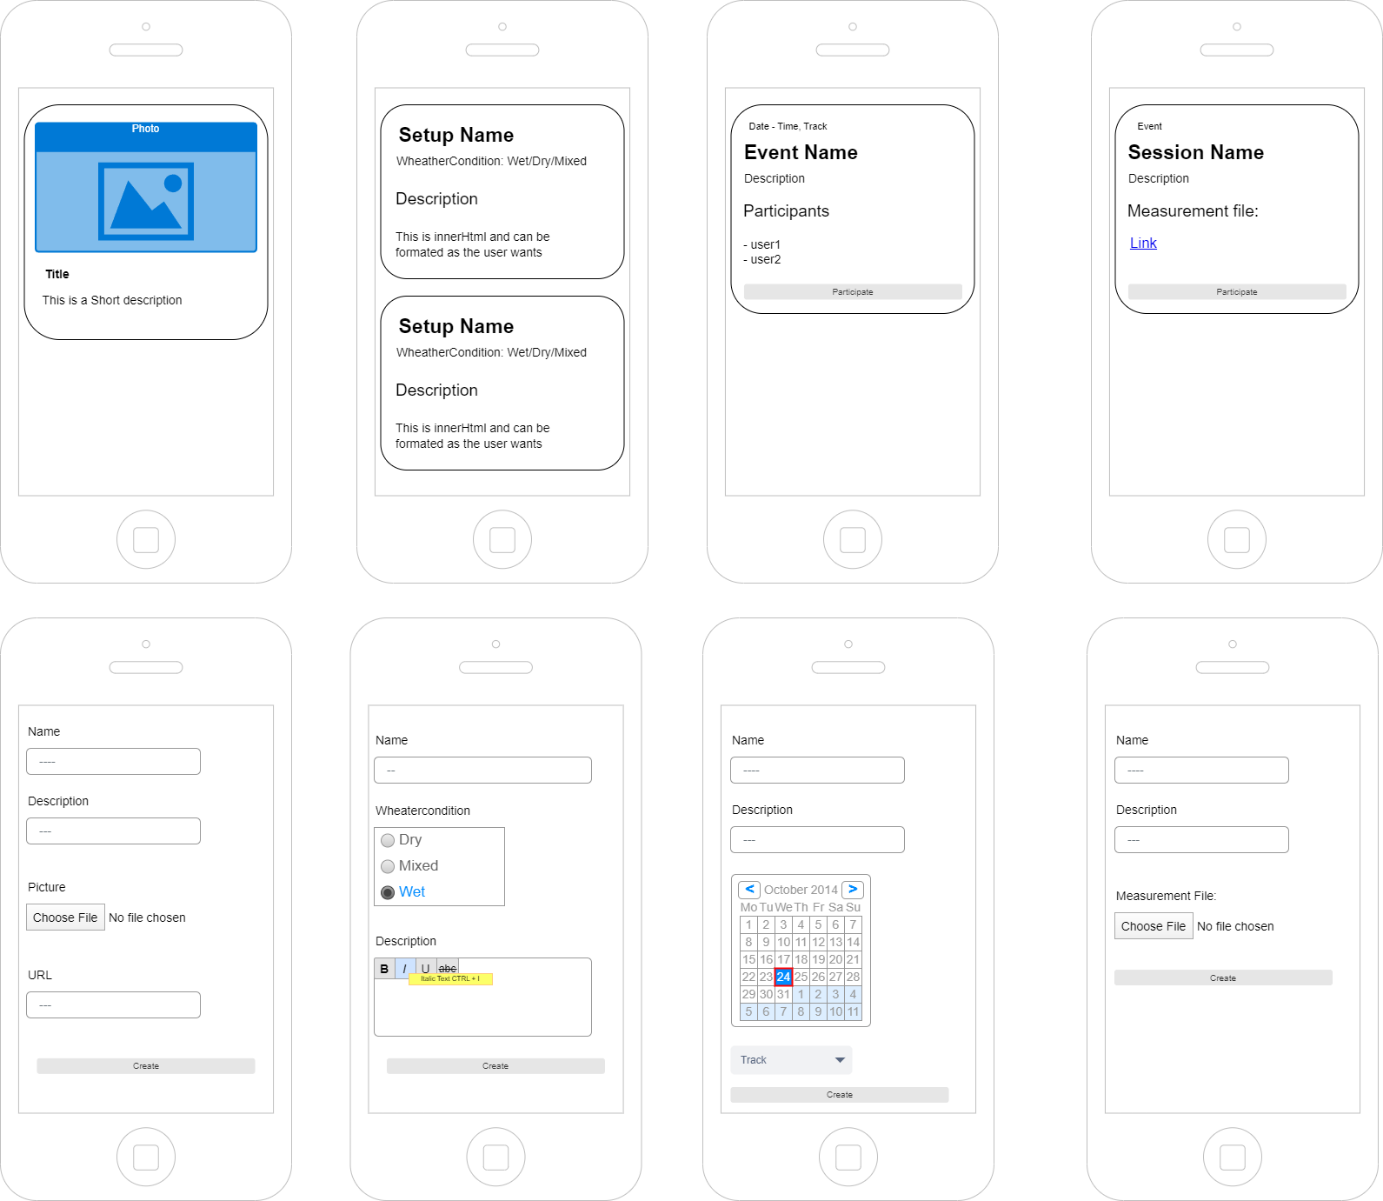 Photo
Title
This is a Short description
Setup Name
WheatherCondition: Wet/Dry/Mixed
Description
This is innerHtml and can be
formated as the user wants
Setup Name
WheatherCondition: Wet/Dry/Mixed
Description
This is innerHtml and can be
formated as the user wants
Date - Time, Track
Event Name
Description
Participants
- user1
- user2
Participate
Event
Session Name
Description
Measurement file:
Link
Participate
Name
----
Description
---
Picture
Choose File No file chosen
URL
---
Create
Name
--
Wheatercondition
Dry
Mixed
Wet
Description
B I U abc
Italic Text CTRL + I
Create
Name
----
Description
---
< October 2014 >
Mo Tu We Th Fr Sa Su
1 2 3 4 5 6 7
8 9 10 11 12 13 14
15 16 17 18 19 20 21
22 23 24 25 26 27 28
29 30 31 1 2 3 4
5 6 7 8 9 10 11
Track
Create
Name
----
Description
---
Measurement File:
Choose File No file chosen
Create